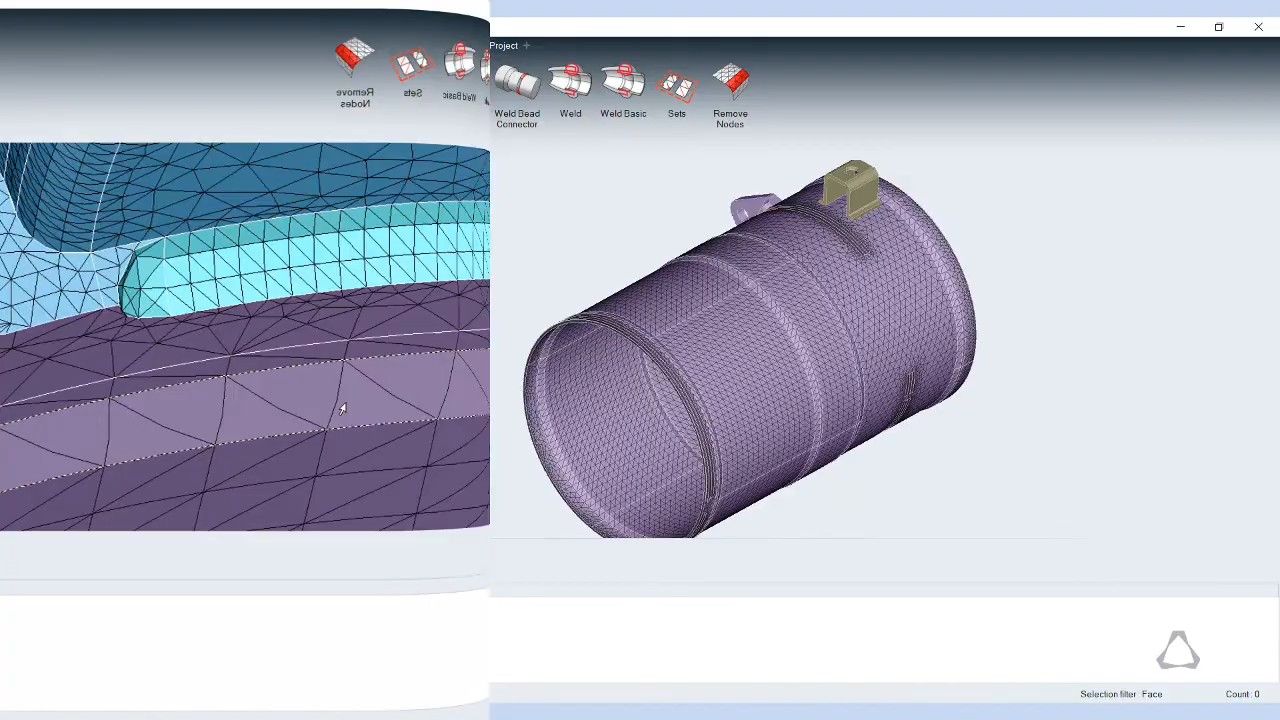 Remove
Nodes
Sets
Weld Basic
Project +
Weld Bead
Connector
Weld
Weld Basic
Sets
Remove
Nodes
Selection filter Face
Count: 0